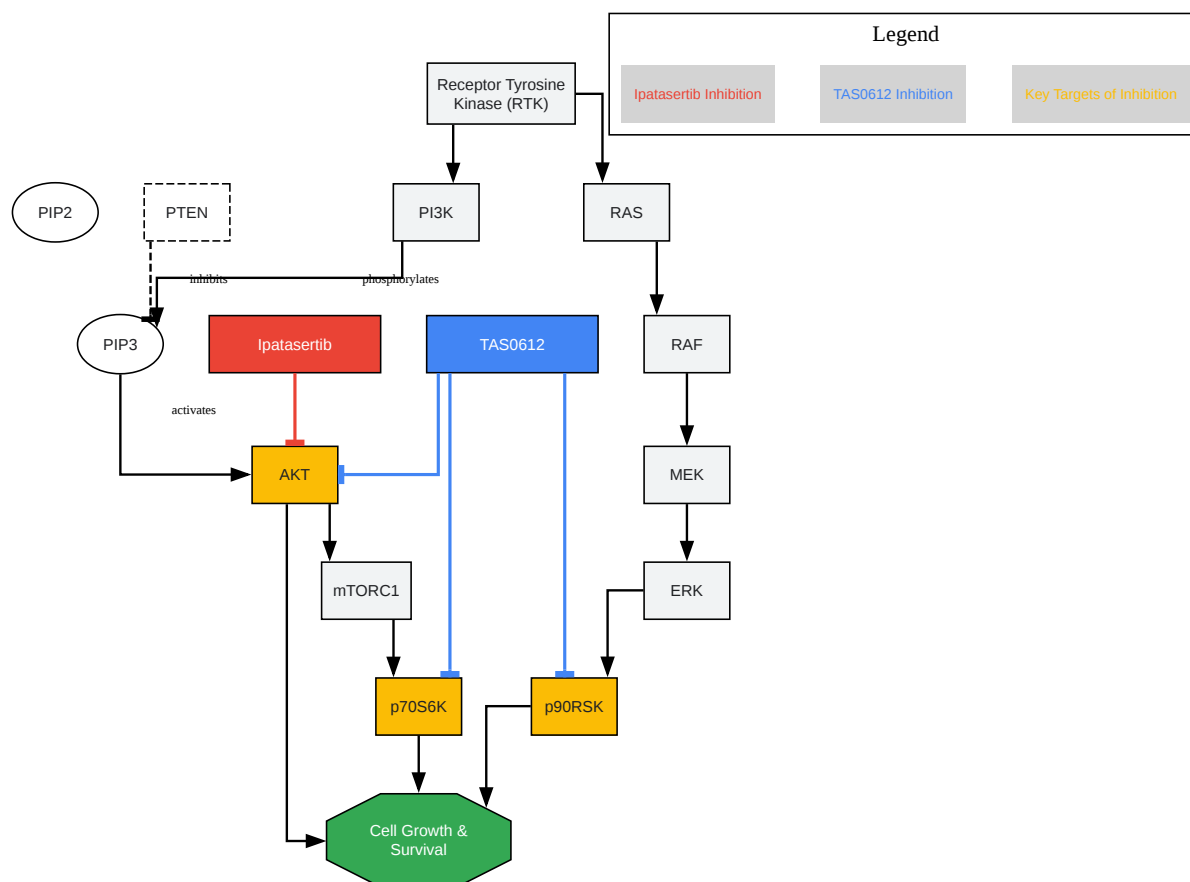 Legend
Ipatasertib Inhibition
TAS0612 Inhibition
Key Targets of Inhibition
Receptor Tyrosine
Kinase (RTK)
PIP2
PTEN
PI3K
RAS
inhibits
phosphorylates
PIP3
Ipatasertib
TAS0612
RAF
activates
AKT
MEK
mTORC1
ERK
p70S6K
p90RSK
Cell Growth &
Survival